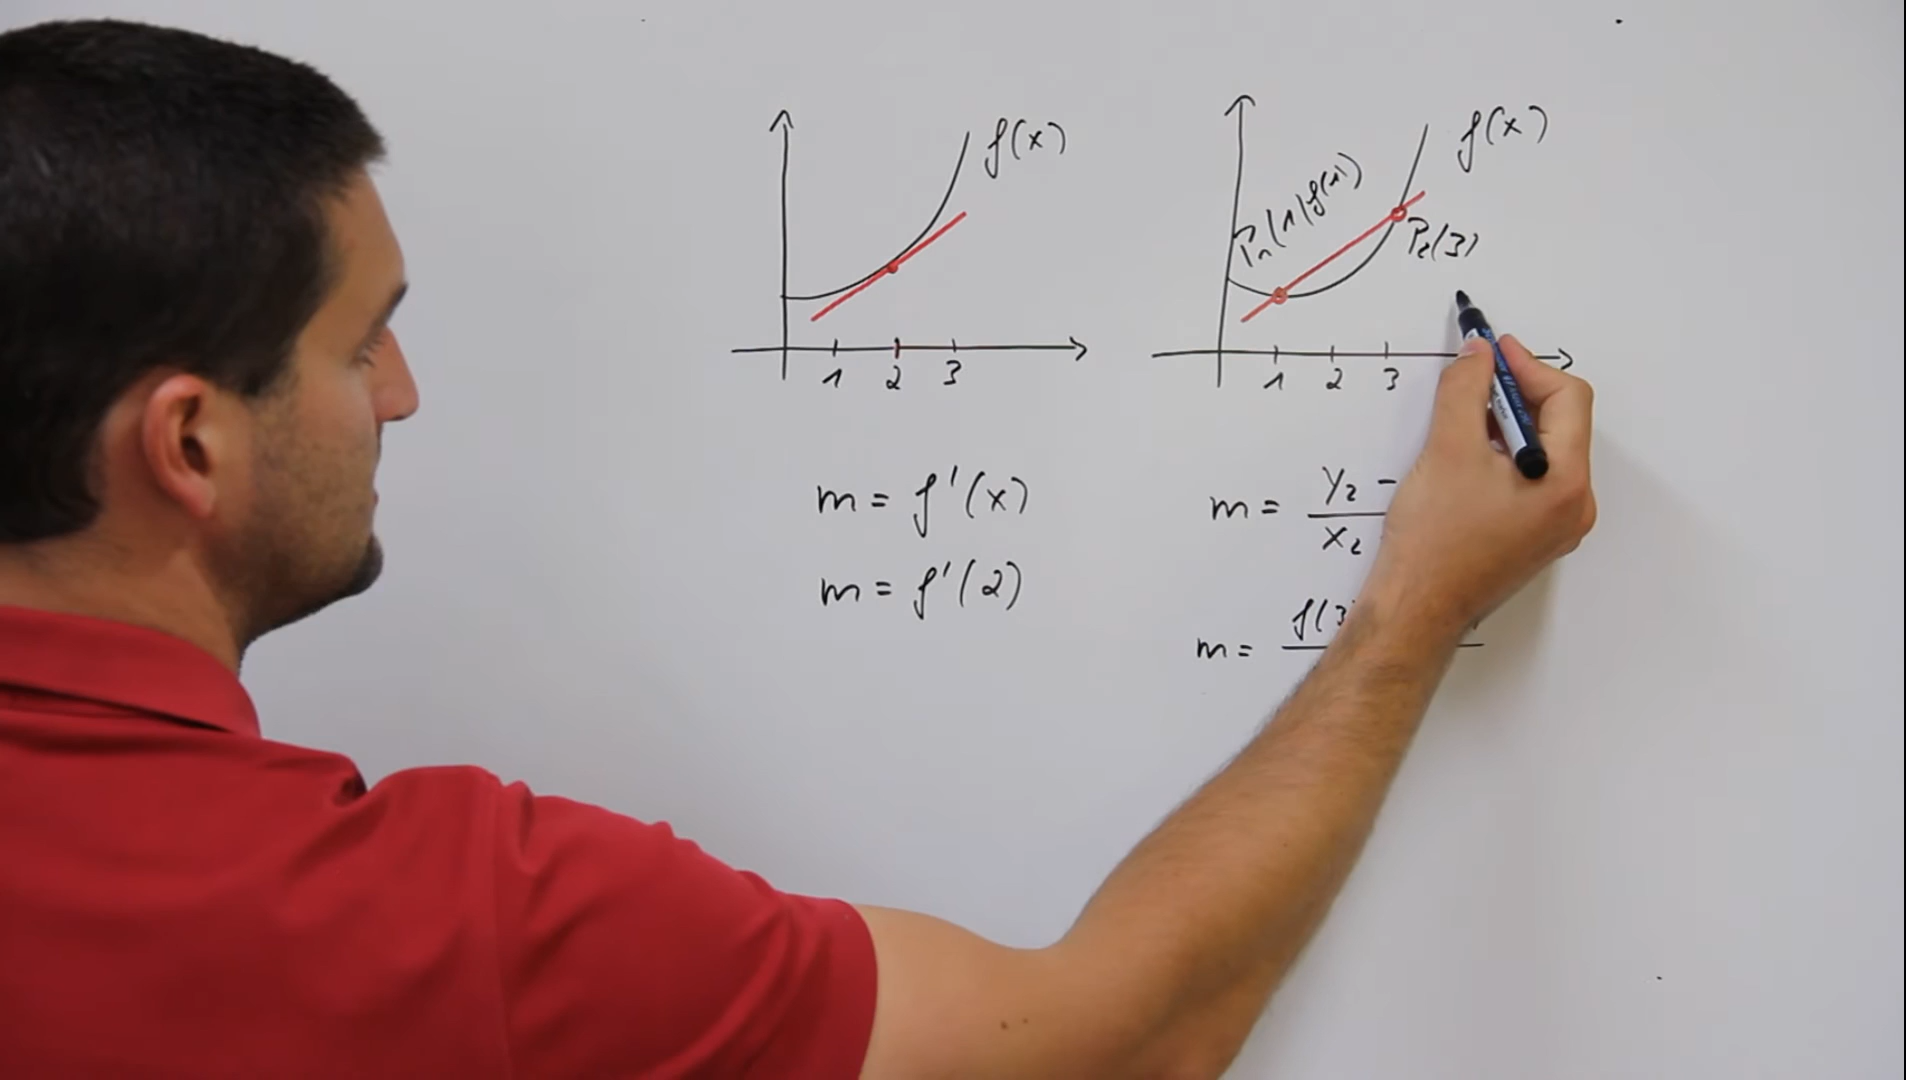 f(x)
1 2 3
m = f'(x)
m = f'(2)
f(x)
P₁(1|f(1))
P₂(3)
1 2 3
m = y₂ -
x₂
m = f(3